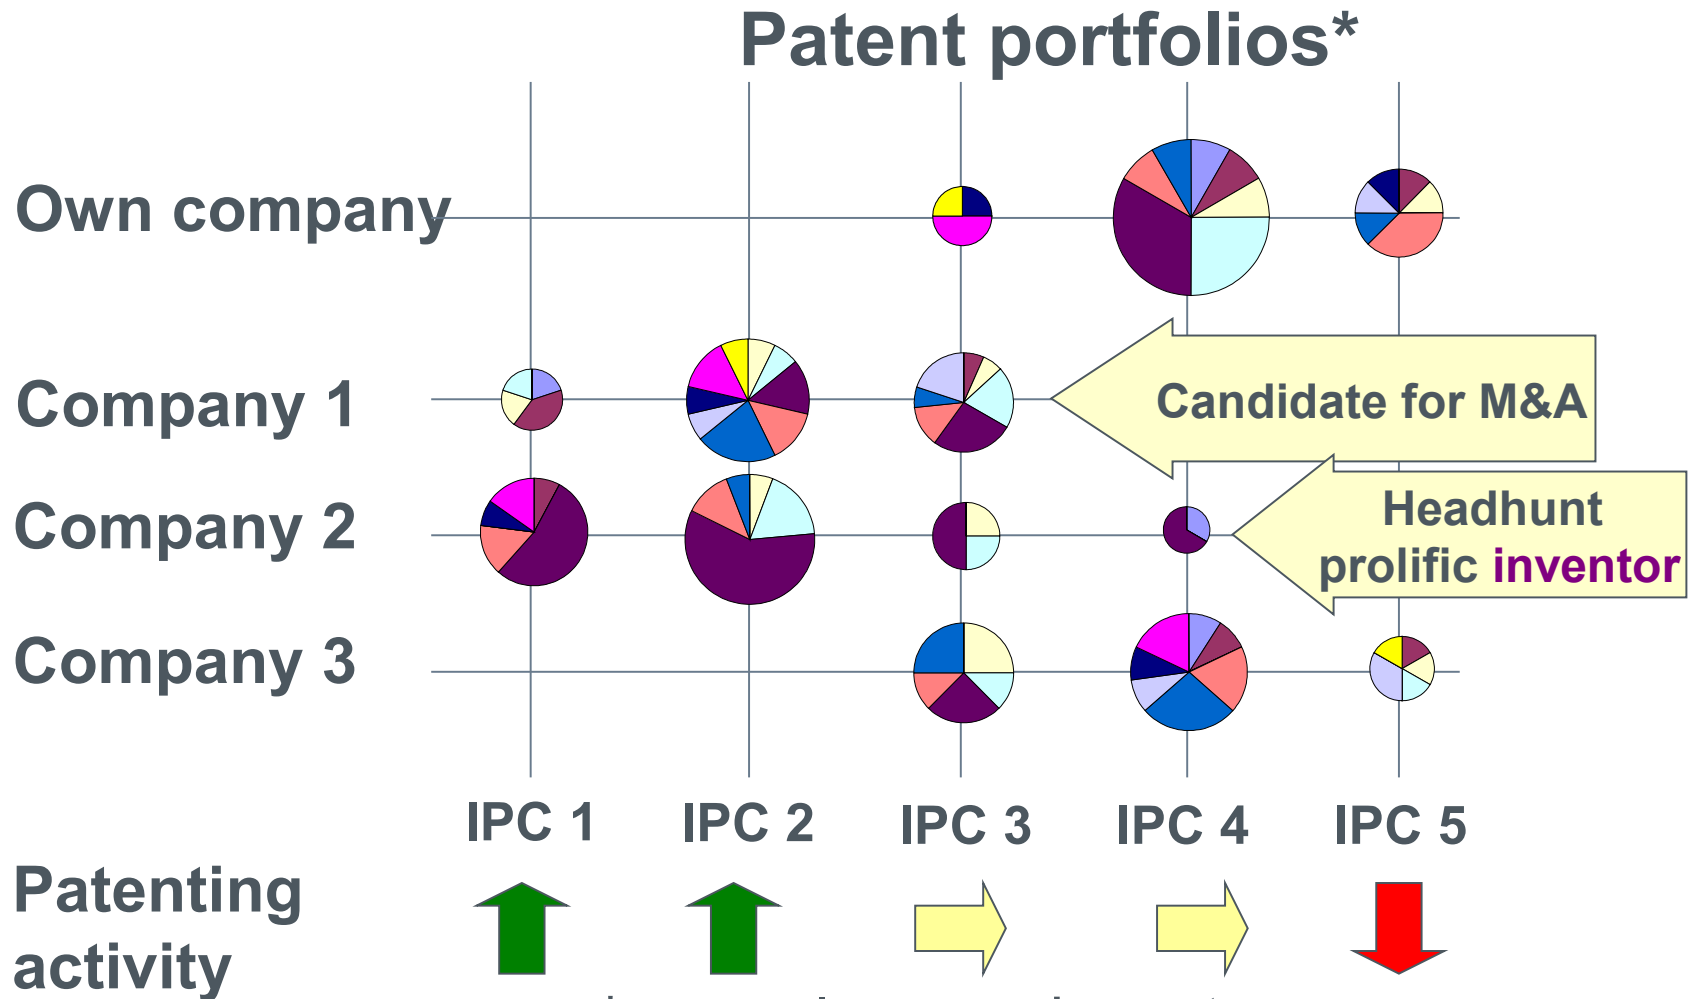 Patent portfolios*
Own company
Company 1
Candidate for M&A
Company 2
Headhunt
prolific inventor
Company 3
IPC 1
IPC 2
IPC 3
IPC 4
IPC 5
Patenting
activity